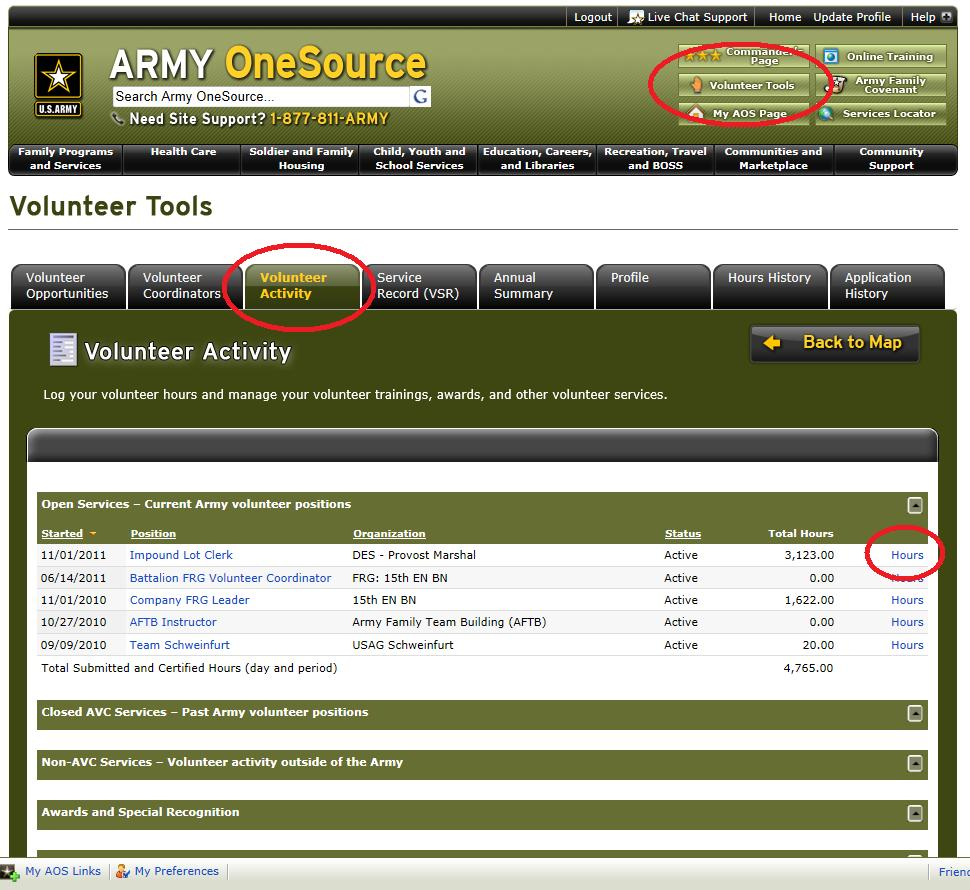 Logout Live Chat Support Home Update Profile Help
ARMY OneSource
U.S.ARMY
Search Army OneSource... G
Need Site Support? 1-877-811-ARMY
Commander's Page
Online Training
Volunteer Tools
Army Family Covenant
My AOS Page
Services Locator
Family Programs and Services
Health Care
Soldier and Family Housing
Child, Youth and School Services
Education, Careers, and Libraries
Recreation, Travel and BOSS
Communities and Marketplace
Community Support
Volunteer Tools
Volunteer Opportunities
Volunteer Coordinators
Volunteer Activity
Service Record (VSR)
Annual Summary
Profile
Hours History
Application History
Volunteer Activity
Back to Map
Log your volunteer hours and manage your volunteer trainings, awards, and other volunteer services.
Open Services – Current Army volunteer positions
Started Position Organization Status Total Hours
11/01/2011 Impound Lot Clerk DES - Provost Marshal Active 3,123.00 Hours
06/14/2011 Battalion FRG Volunteer Coordinator FRG: 15th EN BN Active 0.00 Hours
11/01/2010 Company FRG Leader 15th EN BN Active 1,622.00 Hours
10/27/2010 AFTB Instructor Army Family Team Building (AFTB) Active 0.00 Hours
09/09/2010 Team Schweinfurt USAG Schweinfurt Active 20.00 Hours
Total Submitted and Certified Hours (day and period) 4,765.00
Closed AVC Services – Past Army volunteer positions
Non-AVC Services – Volunteer activity outside of the Army
Awards and Special Recognition
My AOS Links My Preferences Friend